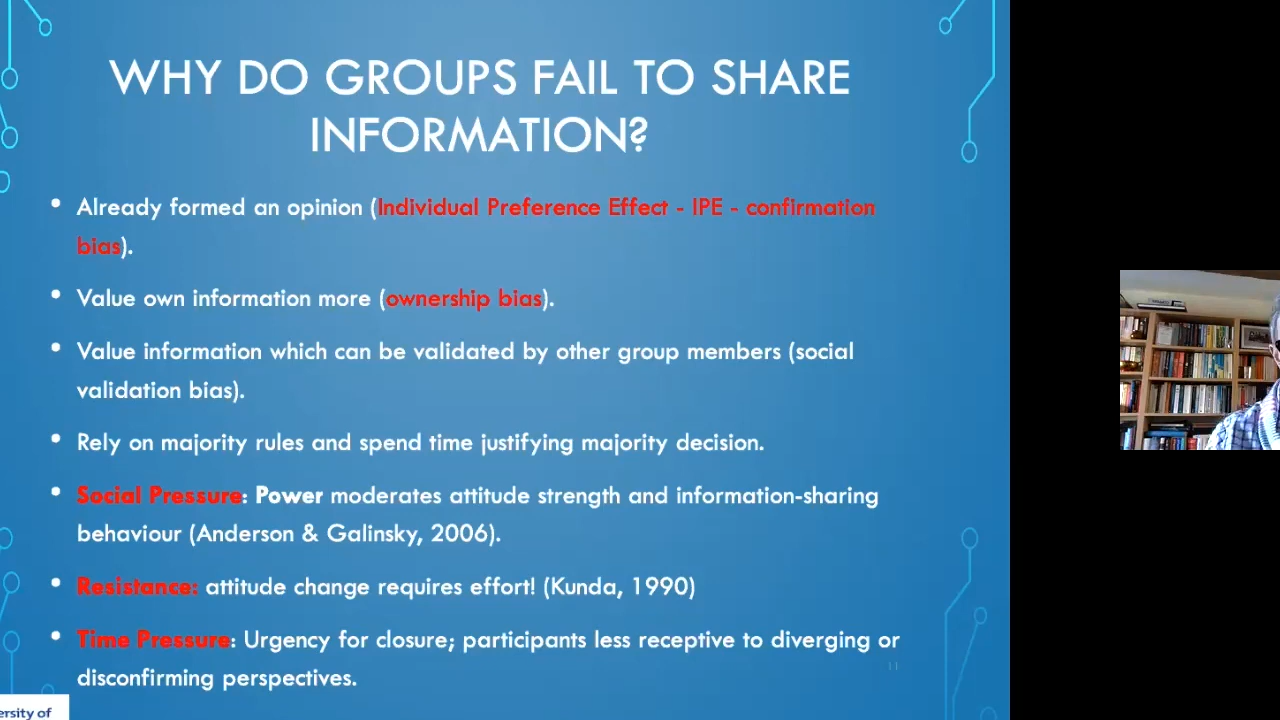 WHY DO GROUPS FAIL TO SHARE
INFORMATION?
• Already formed an opinion (Individual Preference Effect - IPE - confirmation
bias).
• Value own information more (ownership bias).
• Value information which can be validated by other group members (social
validation bias).
• Rely on majority rules and spend time justifying majority decision.
• Social Pressure: Power moderates attitude strength and information-sharing
behaviour (Anderson & Galinsky, 2006).
• Resistance: attitude change requires effort! (Kunda, 1990)
• Time Pressure: Urgency for closure; participants less receptive to diverging or
disconfirming perspectives.
11
ersity of